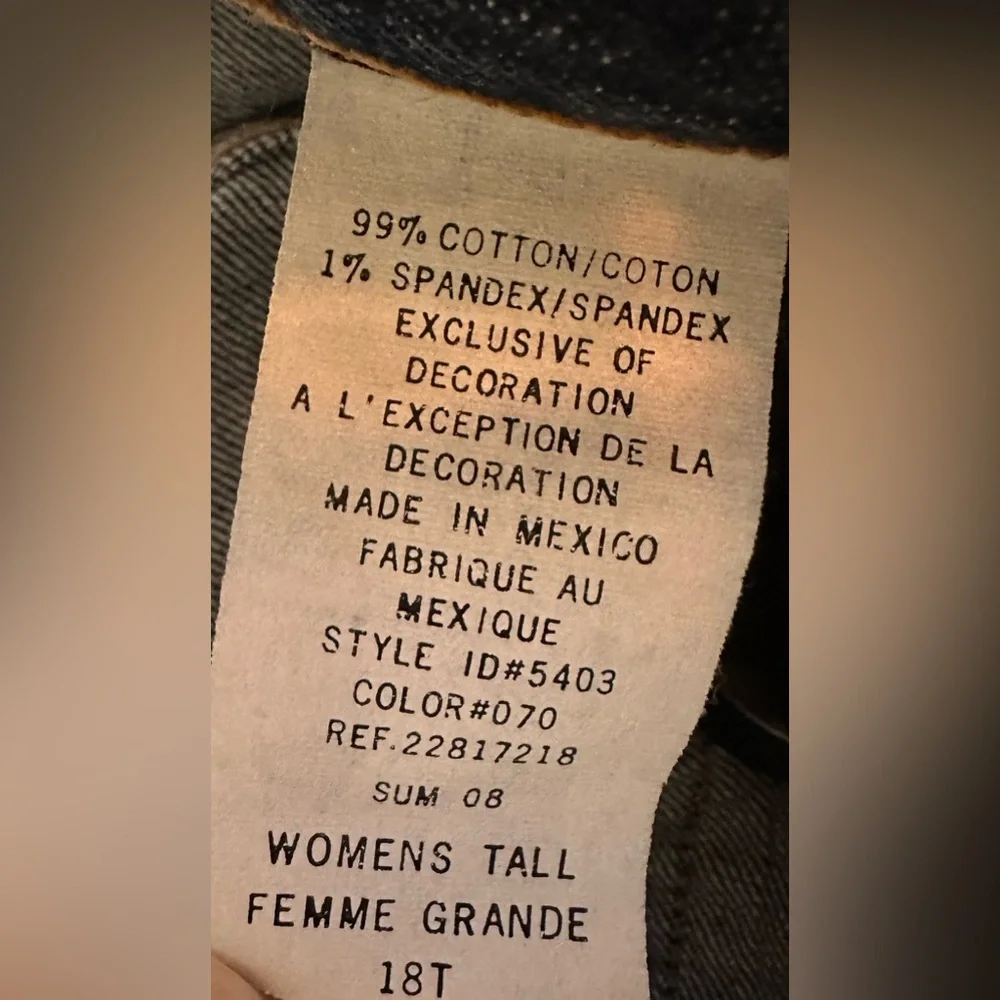 99% COTTON/COTON
1% SPANDEX/SPANDEX
EXCLUSIVE OF
DECORATION
A L'EXCEPTION DE LA
DECORATION
MADE IN MEXICO
FABRIQUE AU
MEXIQUE
STYLE ID#5403
COLOR#070
REF.22817218
SUM 08
WOMENS TALL
FEMME GRANDE
18T